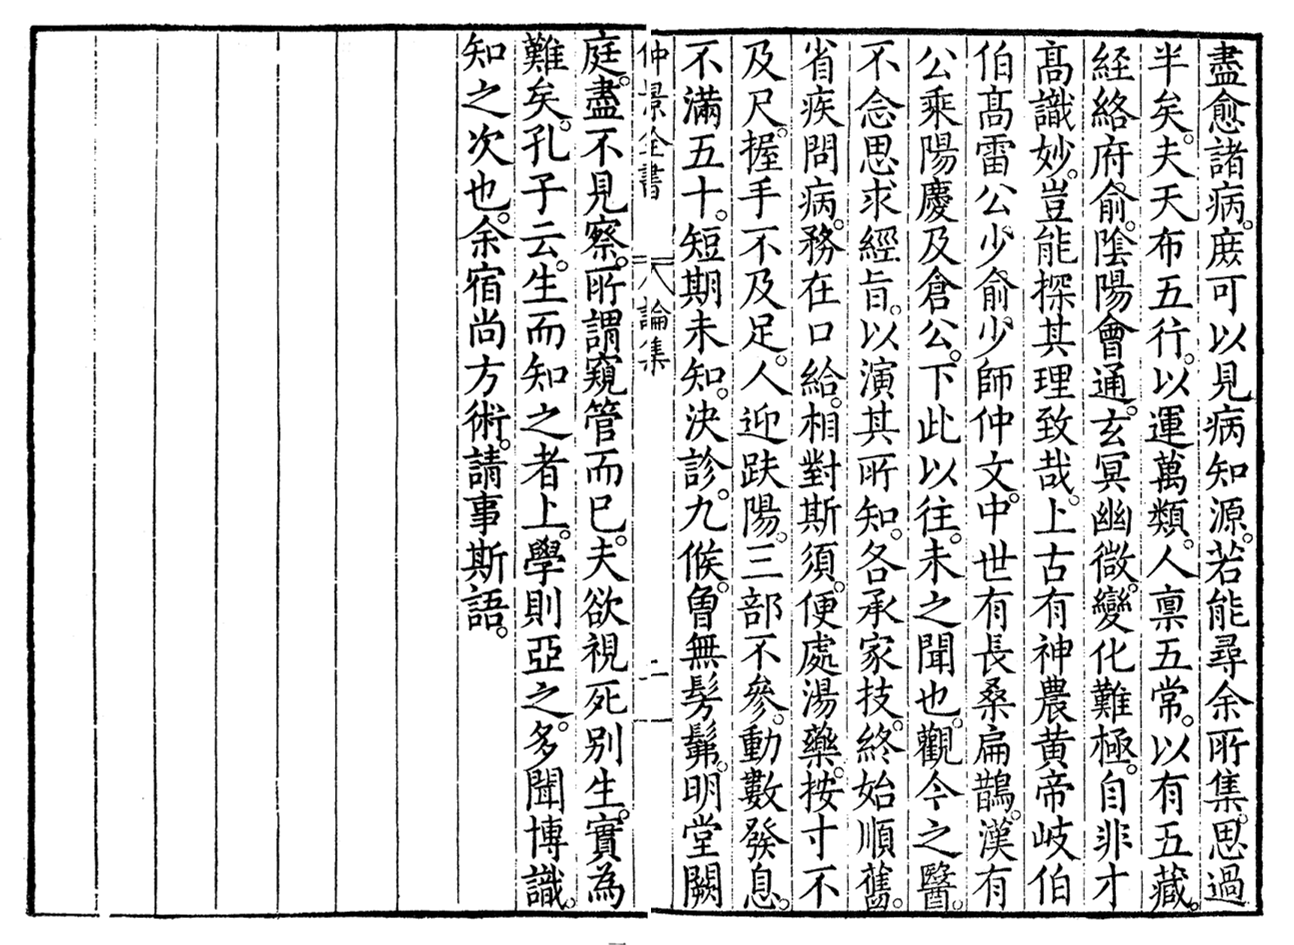 盡愈諸病。庶可以見病知源。若能尋余所集。思過
半矣。夫天布五行。以運萬類。人稟五常。以有五藏。
経絡府俞。陰陽會通。玄冥幽微。變化難極。自非才
髙識妙。豈能探其理致哉。上古有神農黄帝岐伯
伯髙雷公。少俞。少師仲文。中世有長桑扁鵲。漢有
公乘陽慶及倉公。下此以往。未之聞也。觀今之醫。
不念思求經旨。以演其所知。各承家技。終始順舊。
省疾問病。務在口給。相對斯須。便處湯藥。按寸不
及尺。握手不及足。人迎趺陽。三部不參。動數發息。
不滿五十。短期未知。決診。九候。曾無髣髴。明堂闕
仲景全書 論集 二
庭。盡不見察。所謂窺管而已。夫欲視死别生。實為
難矣。孔子云。生而知之者上。學則亞之。多聞博識。
知之次也。余宿尚方術。請事斯語。